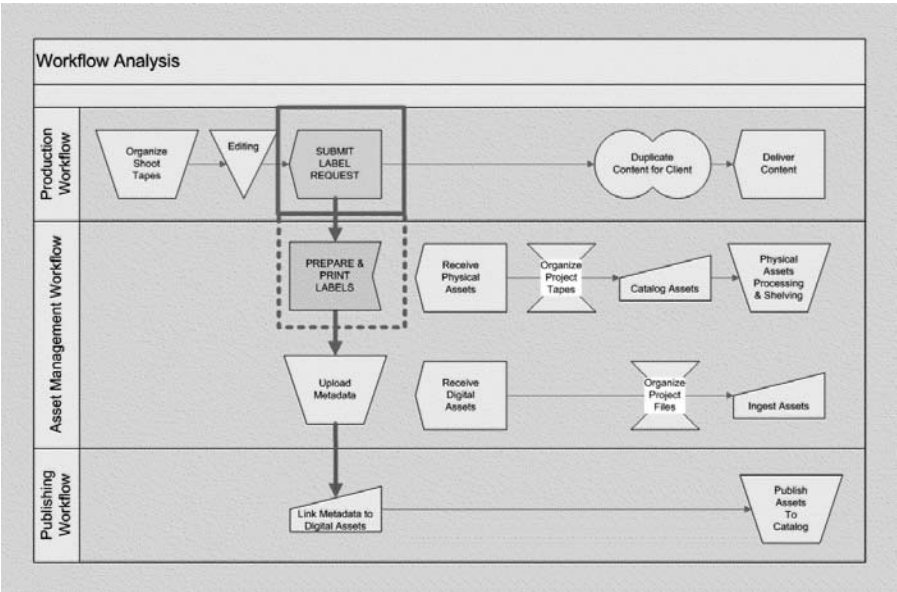 Workflow Analysis
Production
Workflow
Organize
Shoot
Tapes
Editing
SUBMIT
LABEL
REQUEST
Duplicate
Content for Client
Deliver
Content
Asset Management Workflow
PREPARE &
PRINT
LABELS
Receive
Physical
Assets
Organize
Project
Tapes
Catalog Assets
Physical
Assets
Processing
& Shelving
Upload
Metadata
Receive
Digital
Assets
Organize
Project
Files
Ingest Assets
Publishing
Workflow
Link Metadata to
Digital Assets
Publish
Assets
To
Catalog